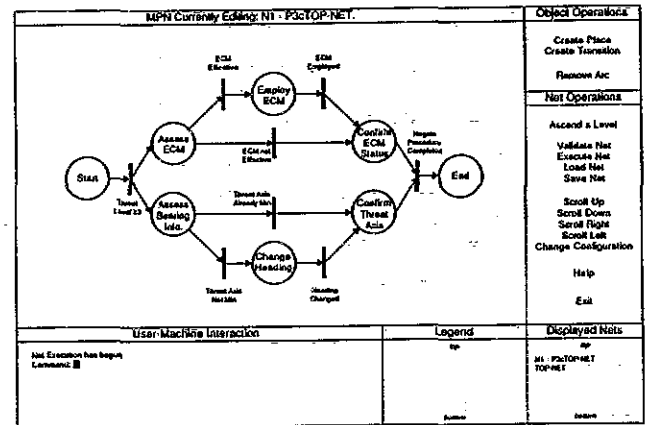 MPN Currently Editing: N1 - P3cTOP-NET.
Object Operations
Create Place
Create Transition
Remove Arc
Net Operations
Ascend a Level
Validate Net
Execute Net
Load Net
Save Net
Scroll Up
Scroll Down
Scroll Right
Scroll Left
Change Configuration
Help
Exit
ECM
Effective
ECM
Employed
Employ
ECM
Assess
ECM
ECM not
Effective
Confirm
ECM
Status
Negate
Procedure
Completed
Start
Threat
End
Assess
Bearing
Info.
Threat Axis
Already Min
Confirm
Threat
Axis
Change
Heading
Threat Axis
Not Min
Heading
Changed
User-Machine Interaction
Legend
Displayed Nets
Net Execution has begun
Command:
N1 - P3cTOP-NET
TOP-NET
bottom
bottom